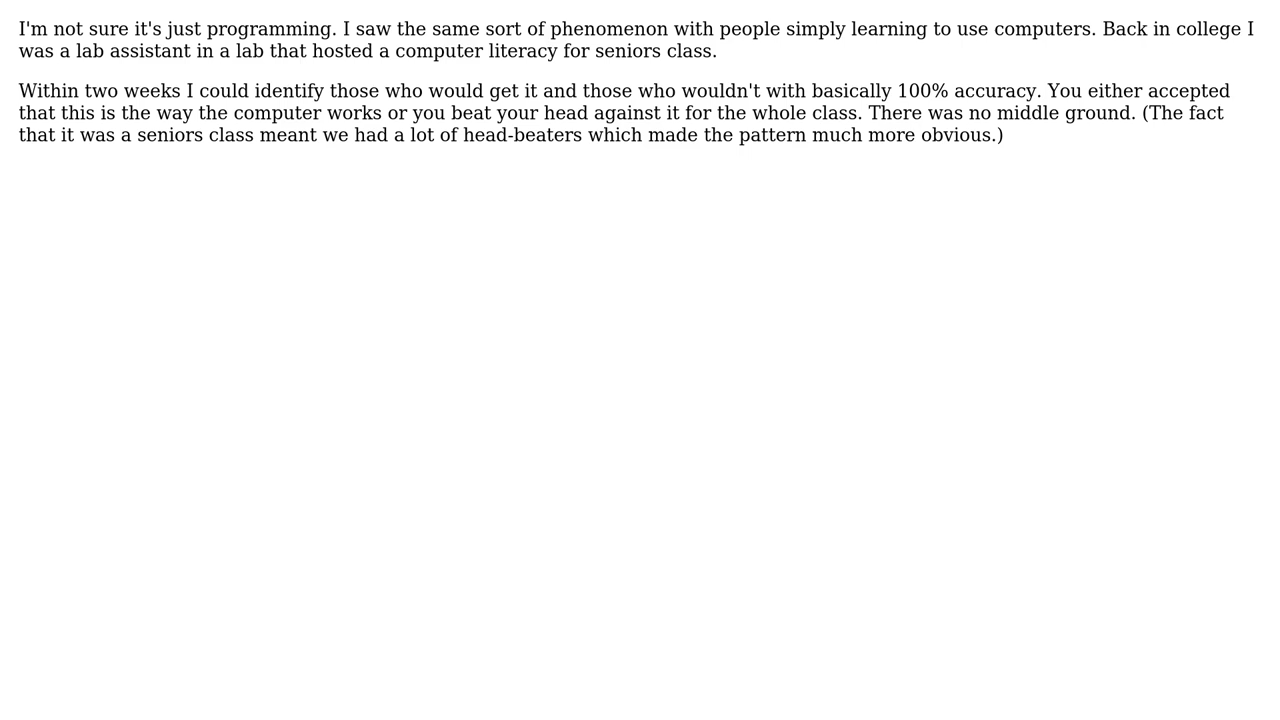 I'm not sure it's just programming. I saw the same sort of phenomenon with people simply learning to use computers. Back in college I
was a lab assistant in a lab that hosted a computer literacy for seniors class.
Within two weeks I could identify those who would get it and those who wouldn't with basically 100% accuracy. You either accepted
that this is the way the computer works or you beat your head against it for the whole class. There was no middle ground. (The fact
that it was a seniors class meant we had a lot of head-beaters which made the pattern much more obvious.)